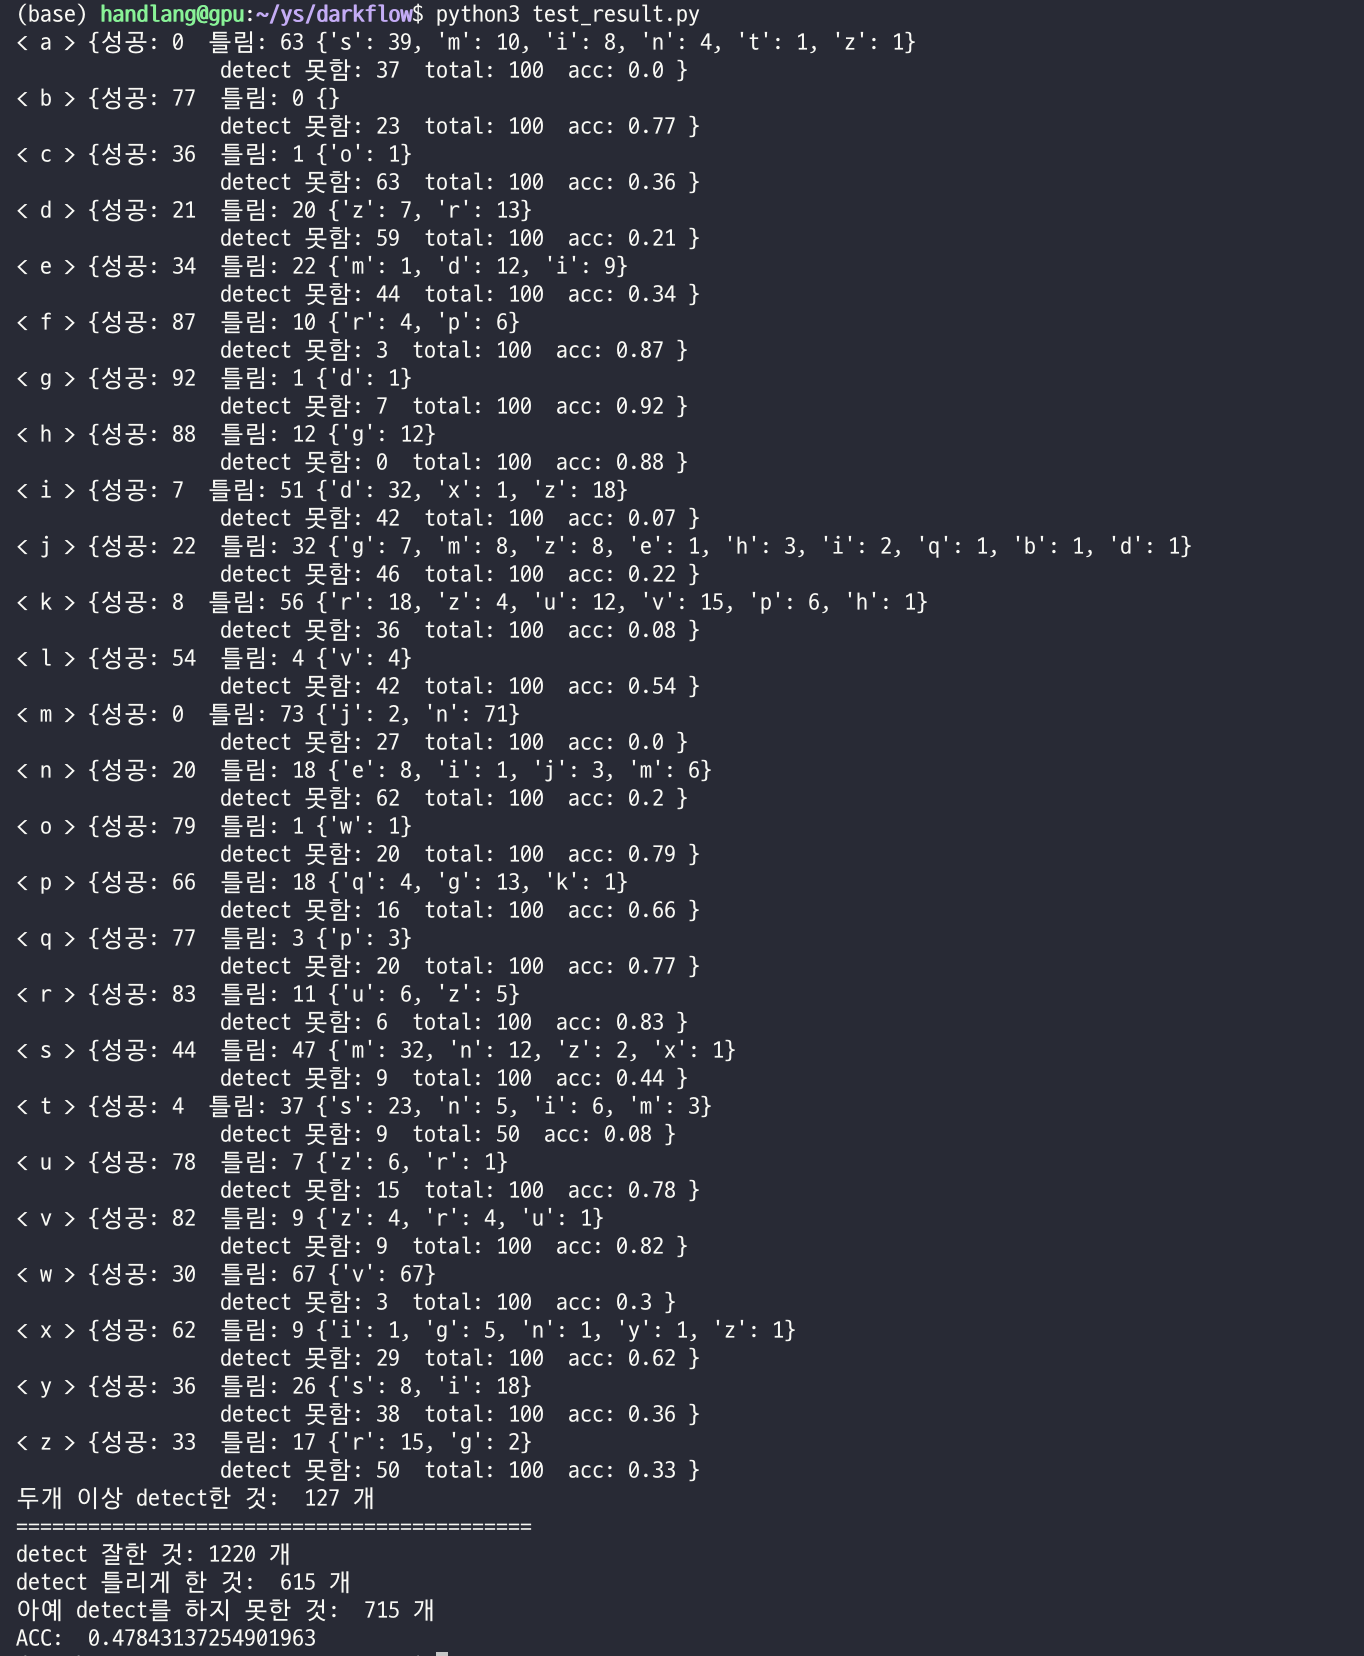 (base) handlang@gpu:~/ys/darkflow$ python3 test_result.py
< a > {성공: 0  틀림: 63 {'s': 39, 'm': 10, 'i': 8, 'n': 4, 't': 1, 'z': 1}
detect 못함: 37  total: 100  acc: 0.0 }
< b > {성공: 77  틀림: 0 {}
detect 못함: 23  total: 100  acc: 0.77 }
< c > {성공: 36  틀림: 1 {'o': 1}
detect 못함: 63  total: 100  acc: 0.36 }
< d > {성공: 21  틀림: 20 {'z': 7, 'r': 13}
detect 못함: 59  total: 100  acc: 0.21 }
< e > {성공: 34  틀림: 22 {'m': 1, 'd': 12, 'i': 9}
detect 못함: 44  total: 100  acc: 0.34 }
< f > {성공: 87  틀림: 10 {'r': 4, 'p': 6}
detect 못함: 3  total: 100  acc: 0.87 }
< g > {성공: 92  틀림: 1 {'d': 1}
detect 못함: 7  total: 100  acc: 0.92 }
< h > {성공: 88  틀림: 12 {'g': 12}
detect 못함: 0  total: 100  acc: 0.88 }
< i > {성공: 7  틀림: 51 {'d': 32, 'x': 1, 'z': 18}
detect 못함: 42  total: 100  acc: 0.07 }
< j > {성공: 22  틀림: 32 {'g': 7, 'm': 8, 'z': 8, 'e': 1, 'h': 3, 'i': 2, 'q': 1, 'b': 1, 'd': 1}
detect 못함: 46  total: 100  acc: 0.22 }
< k > {성공: 8  틀림: 56 {'r': 18, 'z': 4, 'u': 12, 'v': 15, 'p': 6, 'h': 1}
detect 못함: 36  total: 100  acc: 0.08 }
< l > {성공: 54  틀림: 4 {'v': 4}
detect 못함: 42  total: 100  acc: 0.54 }
< m > {성공: 0  틀림: 73 {'j': 2, 'n': 71}
detect 못함: 27  total: 100  acc: 0.0 }
< n > {성공: 20  틀림: 18 {'e': 8, 'i': 1, 'j': 3, 'm': 6}
detect 못함: 62  total: 100  acc: 0.2 }
< o > {성공: 79  틀림: 1 {'w': 1}
detect 못함: 20  total: 100  acc: 0.79 }
< p > {성공: 66  틀림: 18 {'q': 4, 'g': 13, 'k': 1}
detect 못함: 16  total: 100  acc: 0.66 }
< q > {성공: 77  틀림: 3 {'p': 3}
detect 못함: 20  total: 100  acc: 0.77 }
< r > {성공: 83  틀림: 11 {'u': 6, 'z': 5}
detect 못함: 6  total: 100  acc: 0.83 }
< s > {성공: 44  틀림: 47 {'m': 32, 'n': 12, 'z': 2, 'x': 1}
detect 못함: 9  total: 100  acc: 0.44 }
< t > {성공: 4  틀림: 37 {'s': 23, 'n': 5, 'i': 6, 'm': 3}
detect 못함: 9  total: 50  acc: 0.08 }
< u > {성공: 78  틀림: 7 {'z': 6, 'r': 1}
detect 못함: 15  total: 100  acc: 0.78 }
< v > {성공: 82  틀림: 9 {'z': 4, 'r': 4, 'u': 1}
detect 못함: 9  total: 100  acc: 0.82 }
< w > {성공: 30  틀림: 67 {'v': 67}
detect 못함: 3  total: 100  acc: 0.3 }
< x > {성공: 62  틀림: 9 {'i': 1, 'g': 5, 'n': 1, 'y': 1, 'z': 1}
detect 못함: 29  total: 100  acc: 0.62 }
< y > {성공: 36  틀림: 26 {'s': 8, 'i': 18}
detect 못함: 38  total: 100  acc: 0.36 }
< z > {성공: 33  틀림: 17 {'r': 15, 'g': 2}
detect 못함: 50  total: 100  acc: 0.33 }
두개 이상 detect한 것:  127 개
===========================================
detect 잘한 것: 1220 개
detect 틀리게 한 것:  615 개
아예 detect를 하지 못한 것:  715 개
ACC:  0.47843137254901963